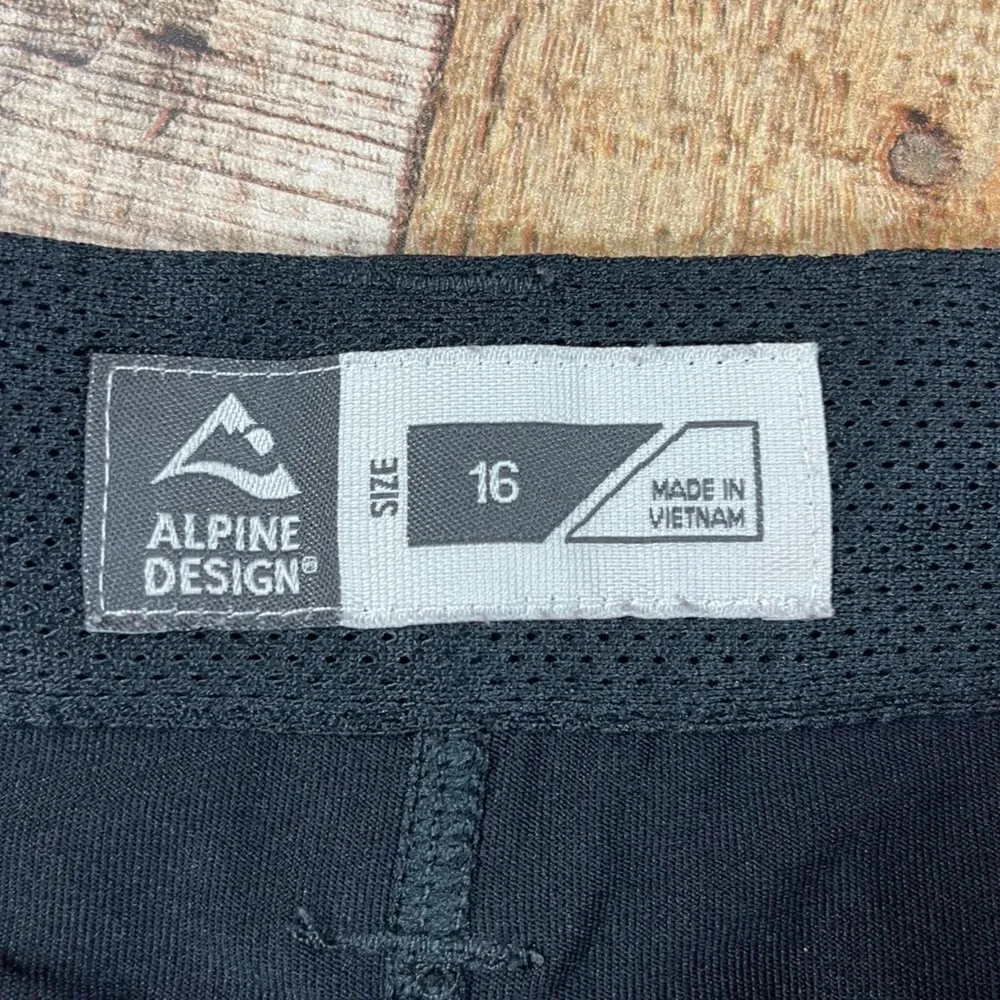 ALPINE
DESIGN®
SIZE
16
MADE IN
VIETNAM